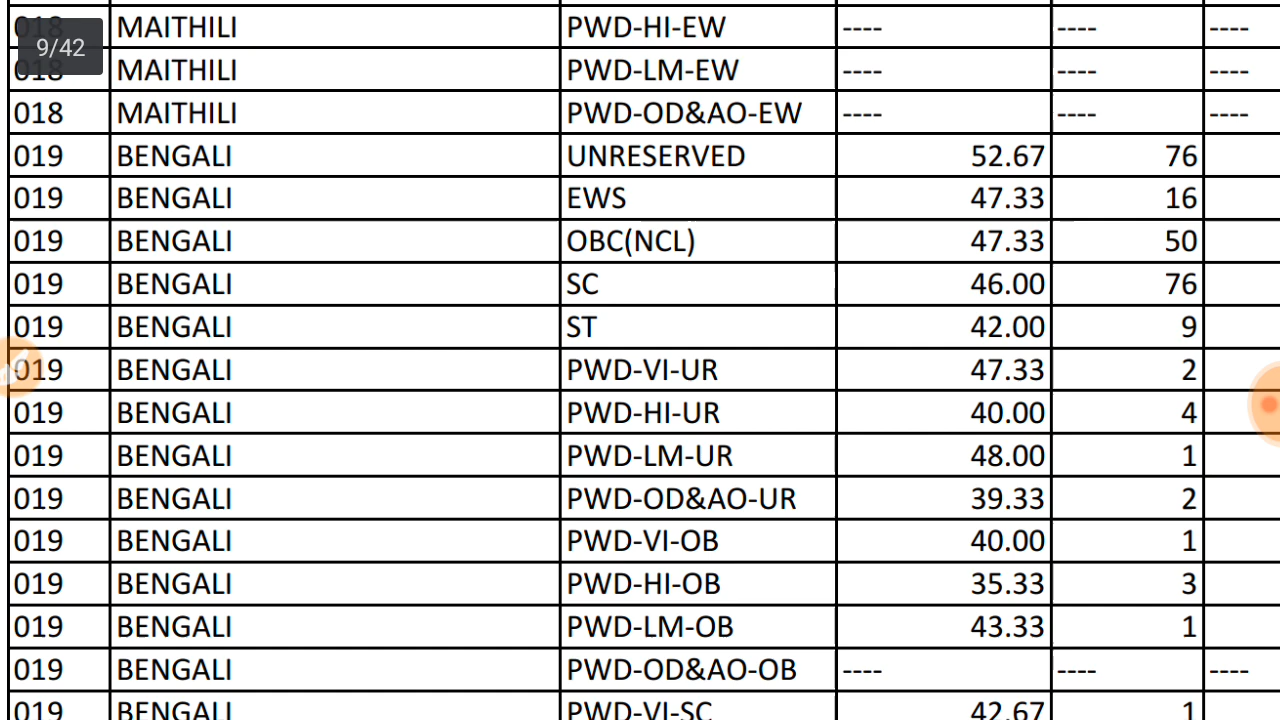 018 MAITHILI PWD-HI-EW ---- ---- ----
9/42
018 MAITHILI PWD-LM-EW ---- ---- ----
018 MAITHILI PWD-OD&AO-EW ---- ---- ----
019 BENGALI UNRESERVED 52.67 76
019 BENGALI EWS 47.33 16
019 BENGALI OBC(NCL) 47.33 50
019 BENGALI SC 46.00 76
019 BENGALI ST 42.00 9
019 BENGALI PWD-VI-UR 47.33 2
019 BENGALI PWD-HI-UR 40.00 4
019 BENGALI PWD-LM-UR 48.00 1
019 BENGALI PWD-OD&AO-UR 39.33 2
019 BENGALI PWD-VI-OB 40.00 1
019 BENGALI PWD-HI-OB 35.33 3
019 BENGALI PWD-LM-OB 43.33 1
019 BENGALI PWD-OD&AO-OB ---- ---- ----
019 BENGALI PWD-VI-SC 42.67 1